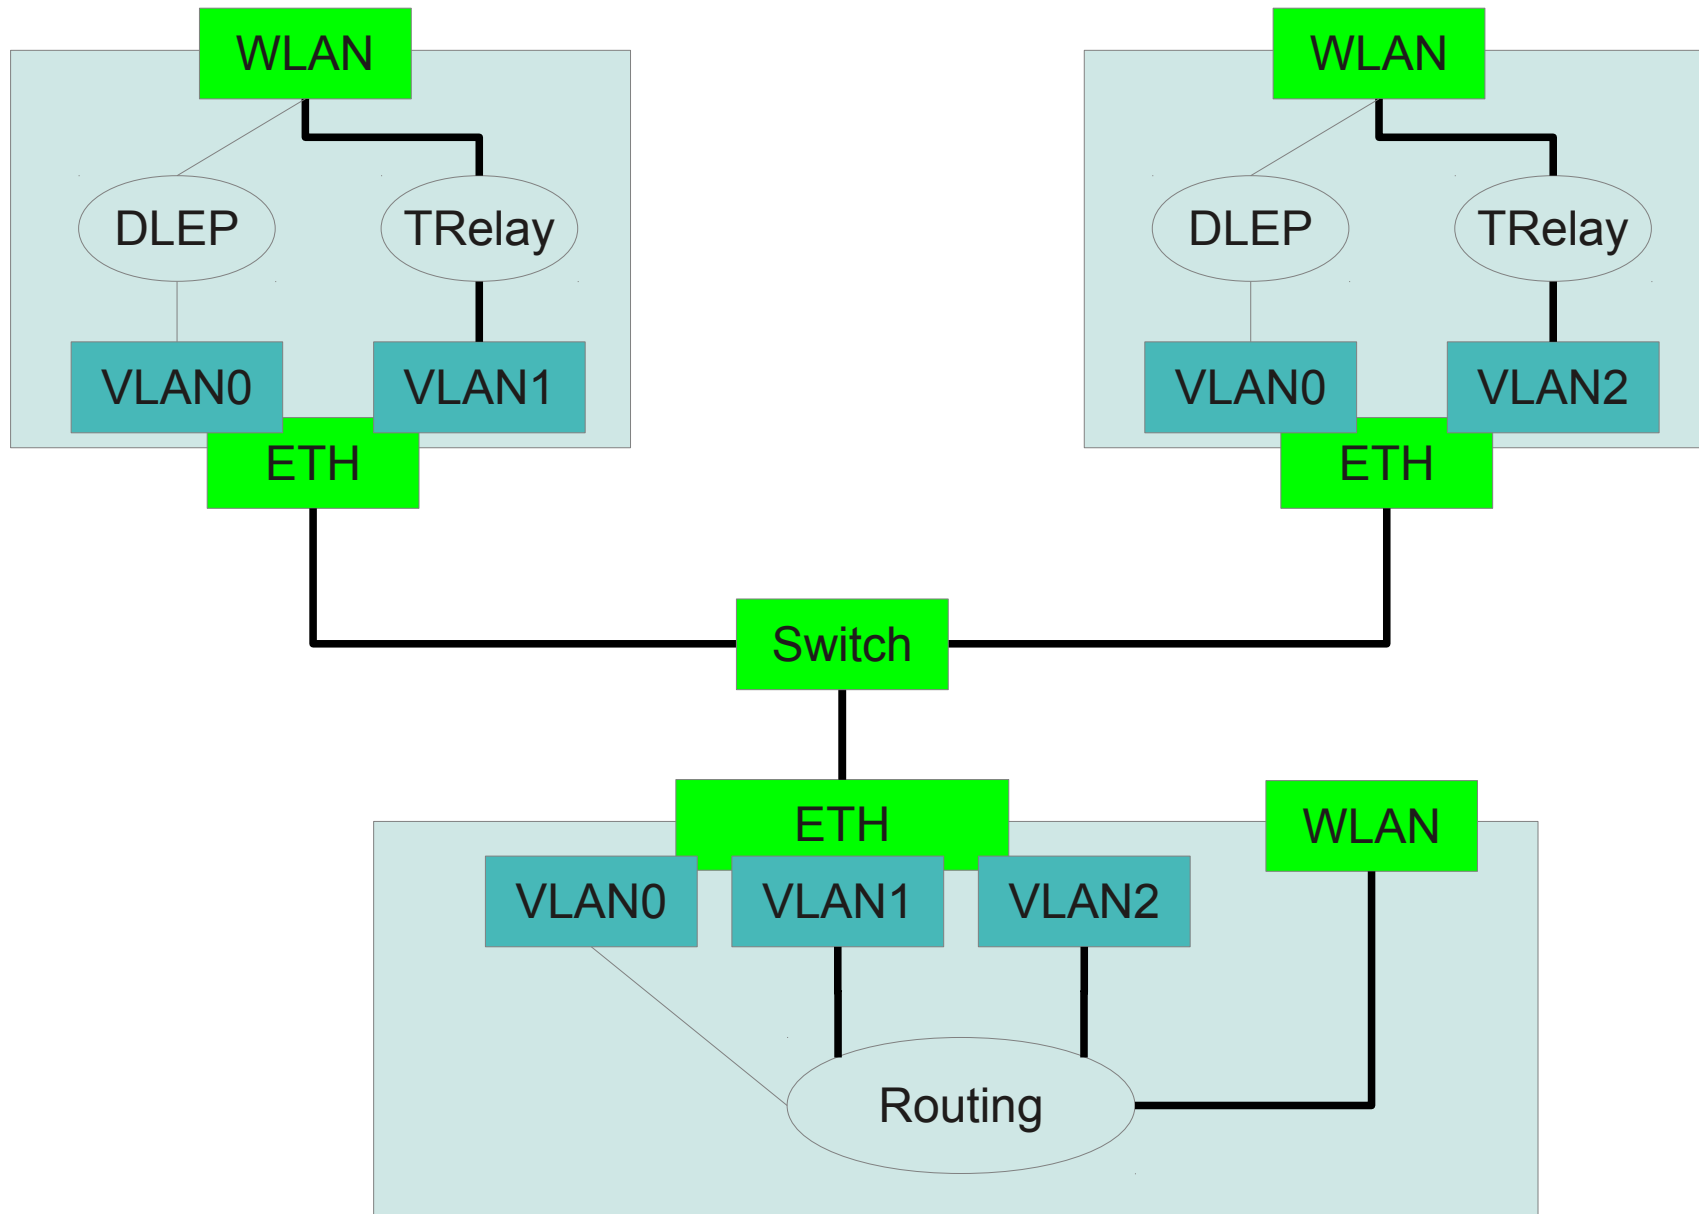 WLAN
WLAN
DLEP
TRelay
DLEP
TRelay
VLAN0
VLAN1
VLAN0
VLAN2
ETH
ETH
Switch
ETH
WLAN
VLAN0
VLAN1
VLAN2
Routing